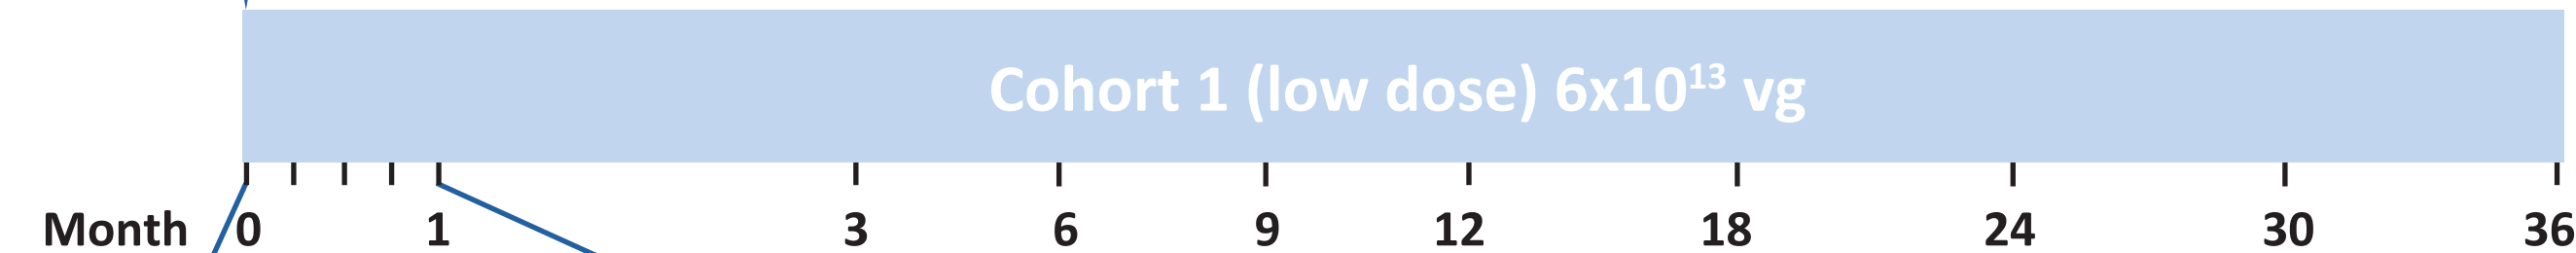 Cohort 1 (low dose) 6x10¹³ vg
Month 0 1 3 6 9 12 18 24 30 36